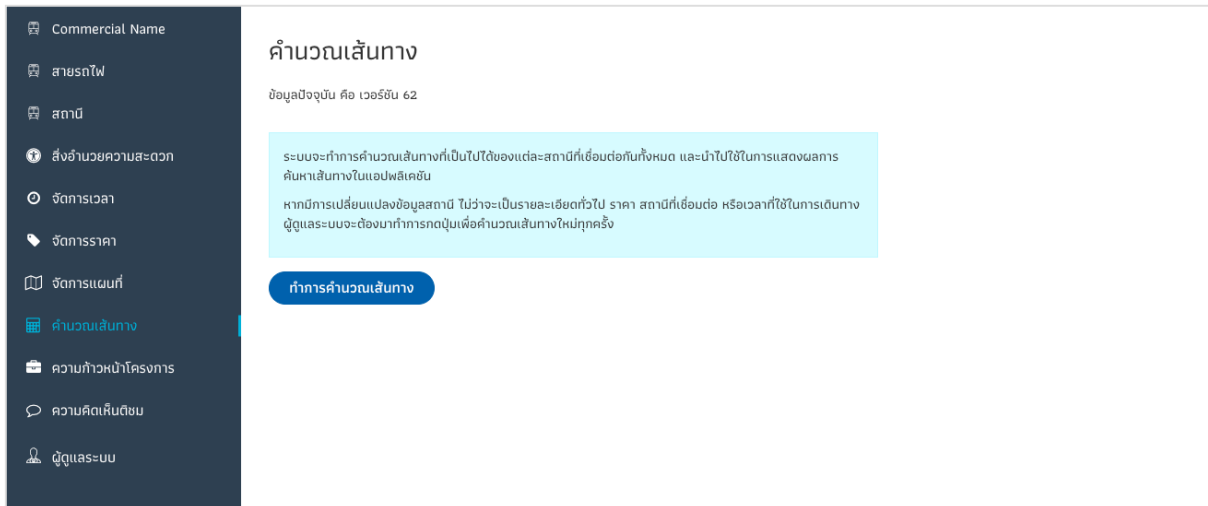 Commercial Name
สายรถไฟ
สถานี
สิ่งอำนวยความสะดวก
จัดการเวลา
จัดการราคา
จัดการแผนที่
คำนวณเส้นทาง
ความก้าวหน้าโครงการ
ความคิดเห็นติชม
ผู้ดูแลระบบ
คำนวณเส้นทาง
ข้อมูลปัจจุบัน คือ เวอร์ชัน 62
ระบบจะทำการคำนวณเส้นทางที่เป็นไปได้ของแต่ละสถานีที่เชื่อมต่อกันทั้งหมด และนำไปใช้ในการแสดงผลการ
ค้นหาเส้นทางในแอปพลิเคชัน
หากมีการเปลี่ยนแปลงข้อมูลสถานี ไม่ว่าจะเป็นรายละเอียดทั่วไป ราคา สถานีที่เชื่อมต่อ หรือเวลาที่ใช้ในการเดินทาง
ผู้ดูแลระบบจะต้องมาทำการกดปุ่มเพื่อคำนวณเส้นทางใหม่ทุกครั้ง
ทำการคำนวณเส้นทาง